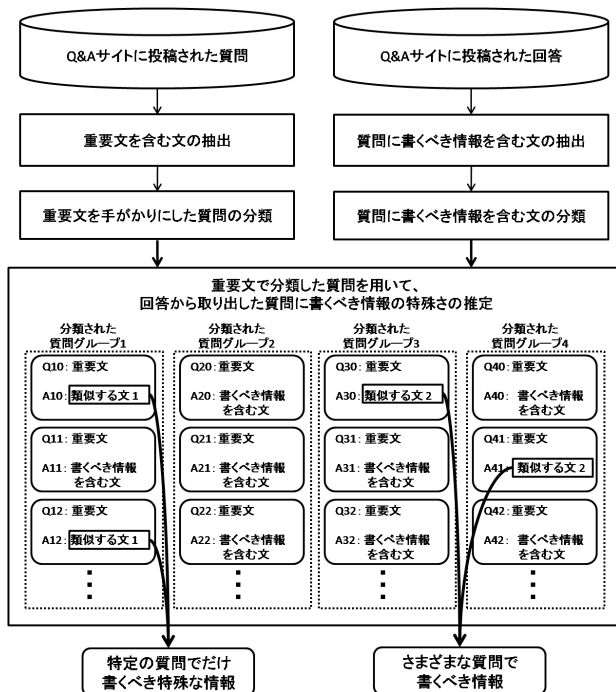 Q&Aサイトに投稿された質問
Q&Aサイトに投稿された回答
重要文を含む文の抽出
質問に書くべき情報を含む文の抽出
重要文を手がかりにした質問の分類
質問に書くべき情報を含む文の分類
重要文で分類した質問を用いて、
回答から取り出した質問に書くべき情報の特殊さの推定
分類された
質問グループ1
Q10: 重要文
A10: 類似する文1
Q11: 重要文
A11: 書くべき情報
を含む文
Q12: 重要文
A12: 類似する文1
分類された
質問グループ2
Q20: 重要文
A20: 書くべき情報
を含む文
Q21: 重要文
A21: 書くべき情報
を含む文
Q22: 重要文
A22: 書くべき情報
を含む文
分類された
質問グループ3
Q30: 重要文
A30: 類似する文2
Q31: 重要文
A31: 書くべき情報
を含む文
Q32: 重要文
A32: 書くべき情報
を含む文
分類された
質問グループ4
Q40: 重要文
A40: 書くべき情報
を含む文
Q41: 重要文
A41: 類似する文2
Q42: 重要文
A42: 書くべき情報
を含む文
特定の質問でだけ
書くべき特殊な情報
さまざまな質問で
書くべき情報